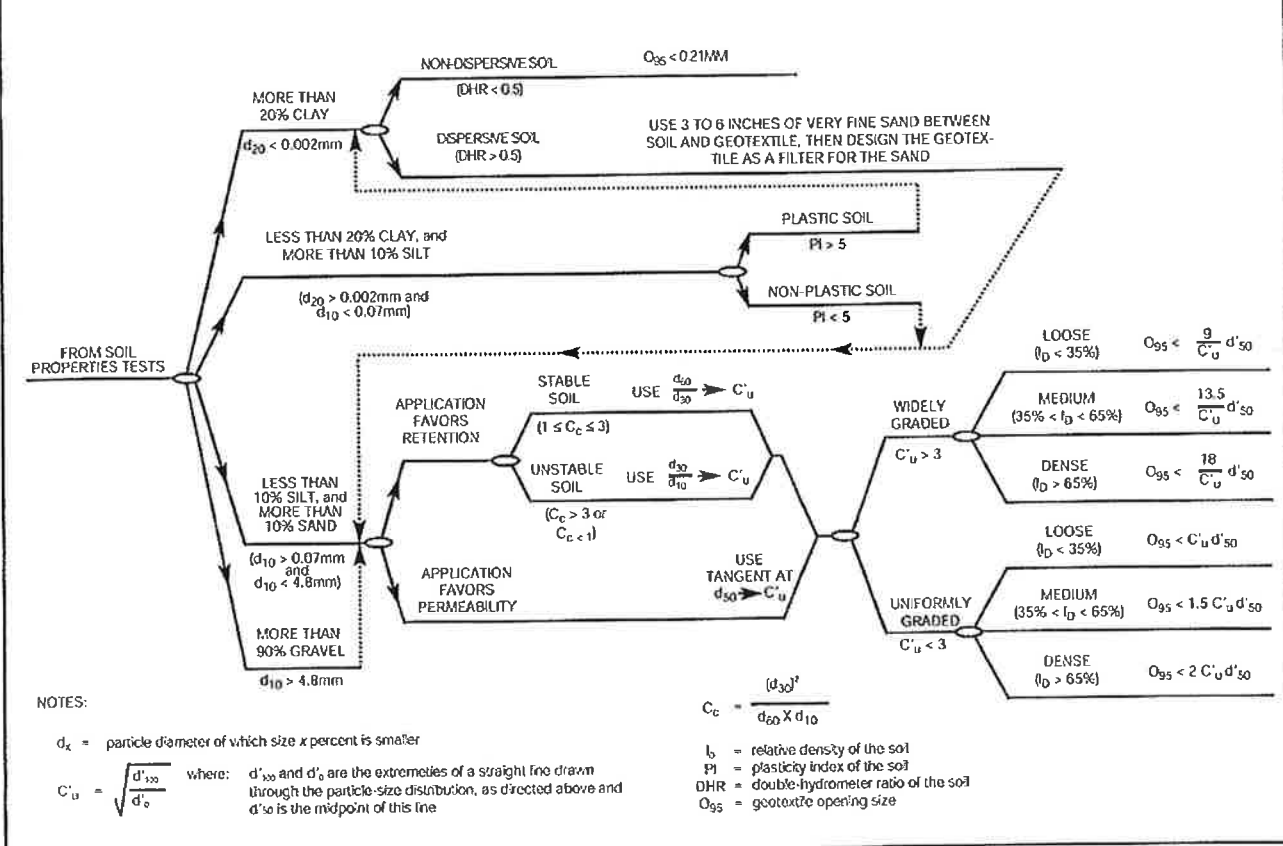 NON-DISPERSIVE SOIL
(DHR < 0.5)
O95 < 0.21MM
MORE THAN
20% CLAY
d20 < 0.002mm
DISPERSIVE SOIL
(DHR > 0.5)
USE 3 TO 6 INCHES OF VERY FINE SAND BETWEEN
SOIL AND GEOTEXTILE, THEN DESIGN THE GEOTEX-
TILE AS A FILTER FOR THE SAND
LESS THAN 20% CLAY, and
MORE THAN 10% SILT
(d20 > 0.002mm and
d10 < 0.07mm)
PLASTIC SOIL
PI > 5
NON-PLASTIC SOIL
PI < 5
FROM SOIL
PROPERTIES TESTS
LESS THAN
10% SILT, and
MORE THAN
10% SAND
(d10 > 0.07mm
and
d10 < 4.8mm)
MORE THAN
90% GRAVEL
d10 > 4.8mm
APPLICATION
FAVORS
RETENTION
STABLE
SOIL
(1 ≤ Cc ≤ 3)
USE d60/d30 → C'u
UNSTABLE
SOIL
(Cc > 3 or
Cc < 1)
USE d30/d10 → C'u
APPLICATION
FAVORS
PERMEABILITY
USE
TANGENT AT
d50 → C'u
WIDELY
GRADED
C'u > 3
LOOSE
(ID < 35%)
O95 < 9/C'u d'50
MEDIUM
(35% < ID < 65%)
O95 < 13.5/C'u d'50
DENSE
(ID > 65%)
O95 < 18/C'u d'50
UNIFORMLY
GRADED
C'u < 3
LOOSE
(ID < 35%)
O95 < C'u d'50
MEDIUM
(35% < ID < 65%)
O95 < 1.5 C'u d'50
DENSE
(ID > 65%)
O95 < 2 C'u d'50
NOTES:
dx = particle diameter of which size x percent is smaller
C'u = √(d'100/d'0) where: d'100 and d'0 are the extremeties of a straight line drawn
through the particle-size distribution, as directed above and
d'50 is the midpoint of this line
Cc = (d30)²/(d60 X d10)
ID = relative density of the soil
PI = plasticity index of the soil
DHR = double-hydrometer ratio of the soil
O95 = geotextile opening size